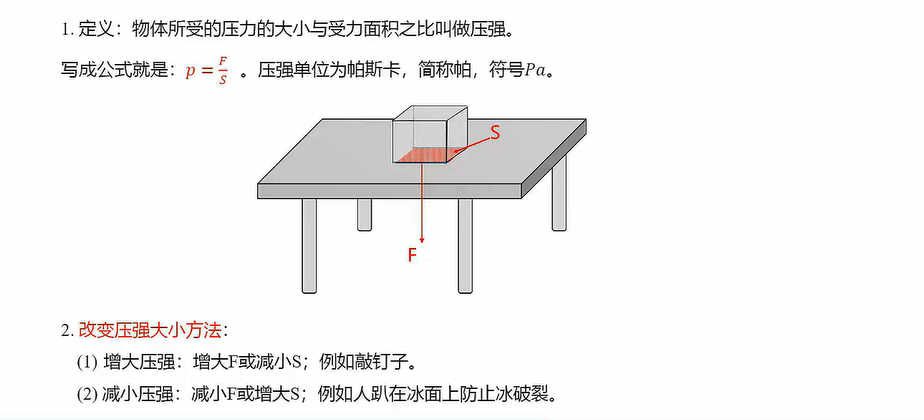 1. 定义：物体所受的压力的大小与受力面积之比叫做压强。
写成公式就是：p = F/S 。压强单位为帕斯卡，简称帕，符号Pa。
S
F
2. 改变压强大小方法：
(1) 增大压强：增大F或减小S；例如敲钉子。
(2) 减小压强：减小F或增大S；例如人趴在冰面上防止冰破裂。